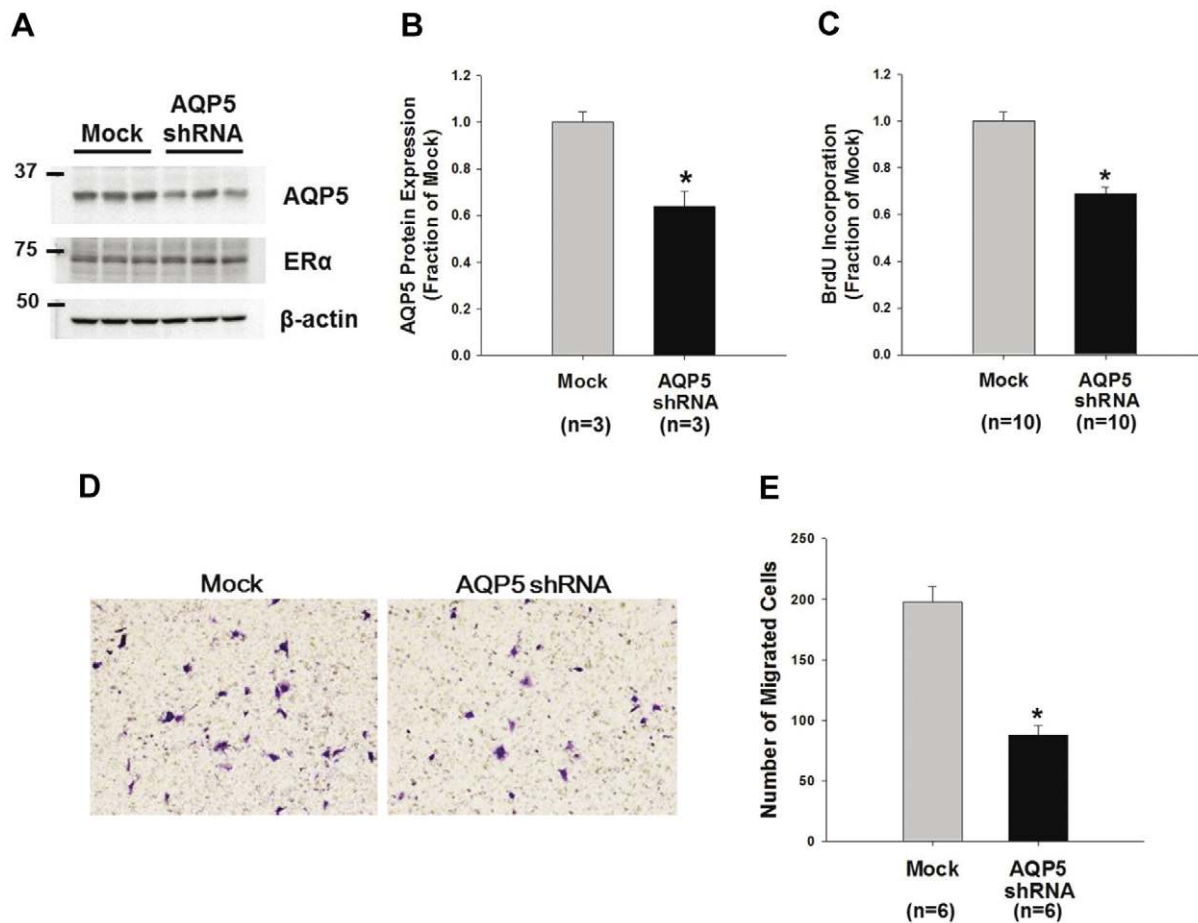 A
Mock
AQP5
shRNA
37
AQP5
75
ERα
50
β-actin
B
AQP5 Protein Expression
(Fraction of Mock)
1.2
1.0
0.8
0.6
0.4
0.2
0.0
*
Mock
AQP5
shRNA
(n=3)
(n=3)
C
BrdU Incorporation
(Fraction of Mock)
1.2
1.0
0.8
0.6
0.4
0.2
0.0
*
Mock
AQP5
shRNA
(n=10)
(n=10)
D
Mock
AQP5 shRNA
E
Number of Migrated Cells
250
200
150
100
50
0
*
Mock
AQP5
shRNA
(n=6)
(n=6)